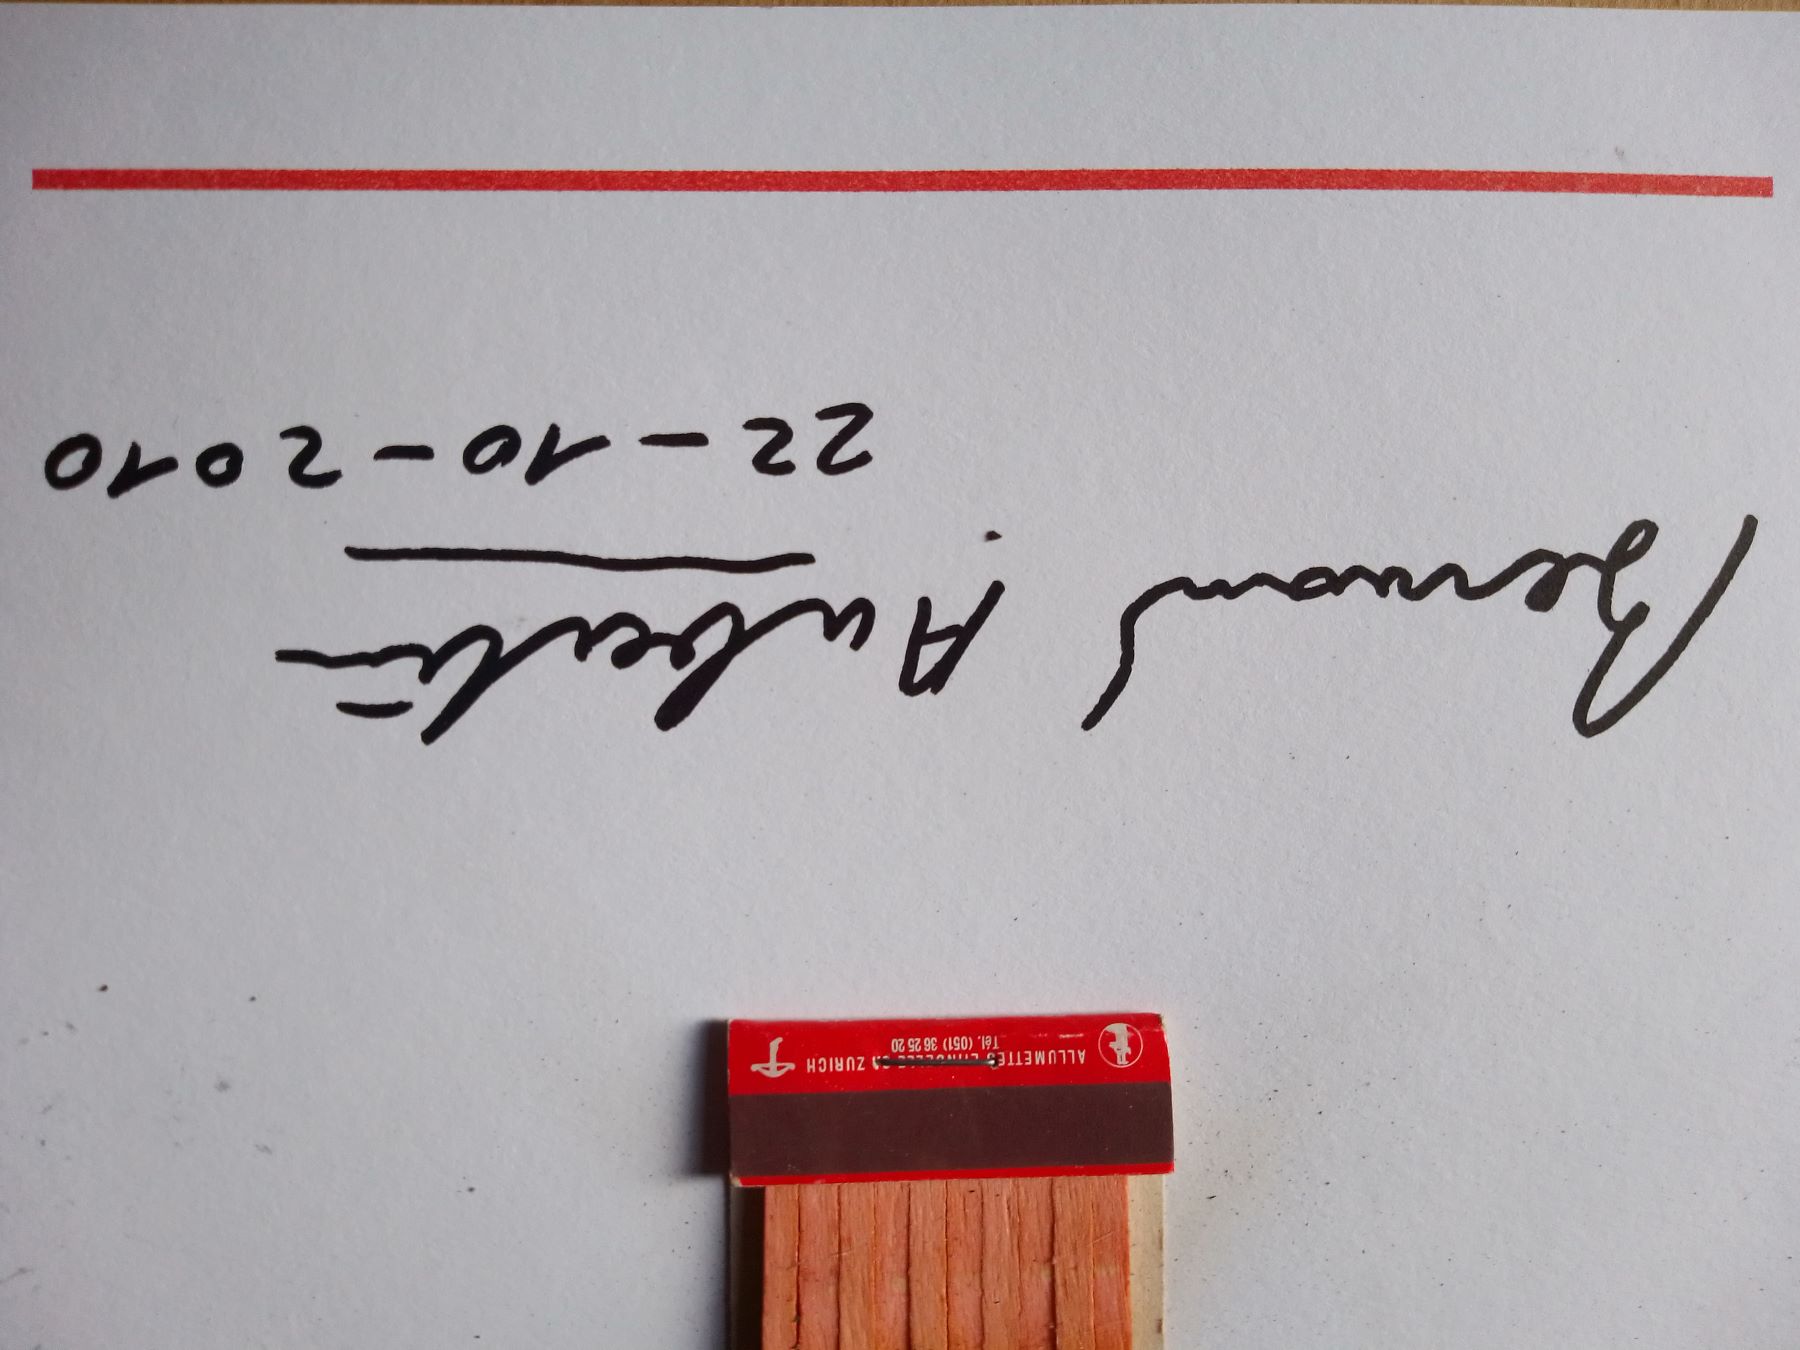 Bernard Aubertin
22-10-2010
ALLUMETTES SA ZURICH
Tél. (051) 36 25 20